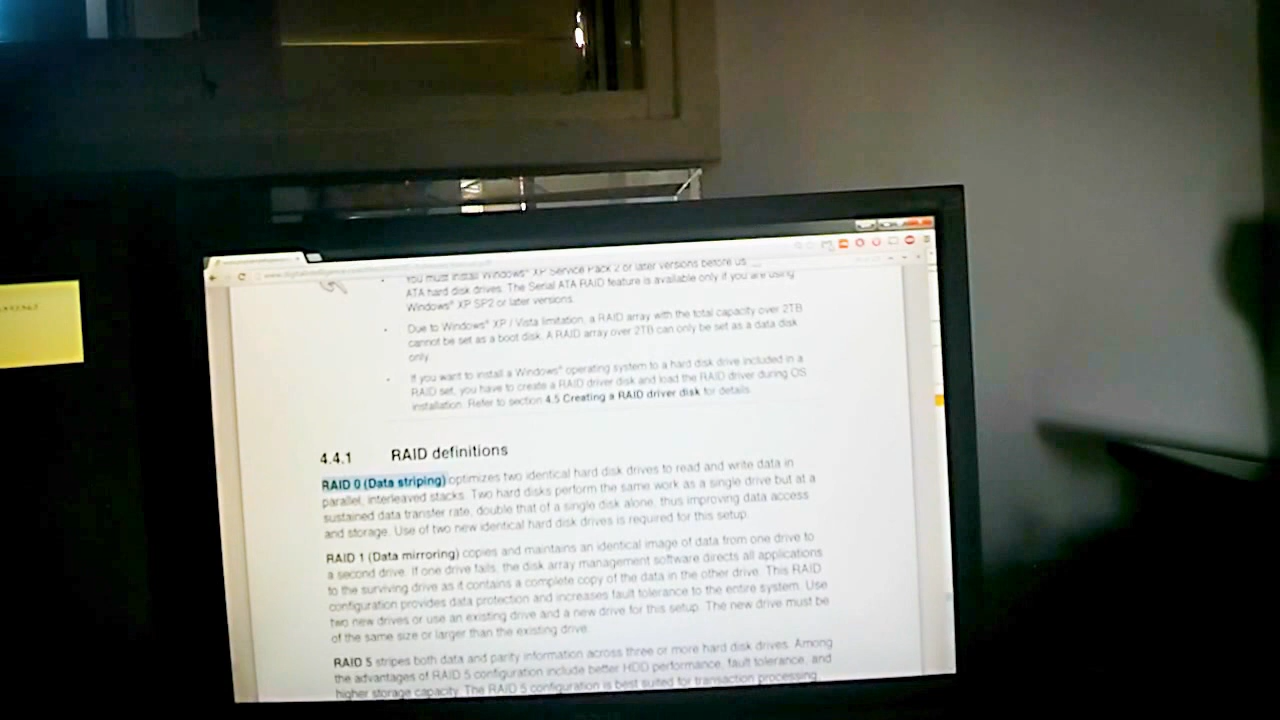 You must install Windows® XP Service Pack 2 or later versions before us
ATA hard disk drives. The Serial ATA RAID feature is available only if you are using
Windows® XP SP2 or later versions.
Due to Windows® XP / Vista limitation, a RAID array with the total capacity over 2TB
cannot be set as a boot disk. A RAID array over 2TB can only be set as a data disk
only.
If you want to install a Windows® operating system to a hard disk drive included in a
RAID set, you have to create a RAID driver disk and load the RAID driver during OS
installation. Refer to section 4.5 Creating a RAID driver disk for details.
4.4.1 RAID definitions
RAID 0 (Data striping) optimizes two identical hard disk drives to read and write data in
parallel, interleaved stacks. Two hard disks perform the same work as a single drive but at a
sustained data transfer rate, double that of a single disk alone, thus improving data access
and storage. Use of two new identical hard disk drives is required for this setup.
RAID 1 (Data mirroring) copies and maintains an identical image of data from one drive to
a second drive. If one drive fails, the disk array management software directs all applications
to the surviving drive as it contains a complete copy of the data in the other drive. This RAID
configuration provides data protection and increases fault tolerance to the entire system. Use
two new drives or use an existing drive and a new drive for this setup. The new drive must be
of the same size or larger than the existing drive.
RAID 5 stripes both data and parity information across three or more hard disk drives. Among
the advantages of RAID 5 configuration include better HDD performance, fault tolerance, and
higher storage capacity. The RAID 5 configuration is best suited for transaction processing